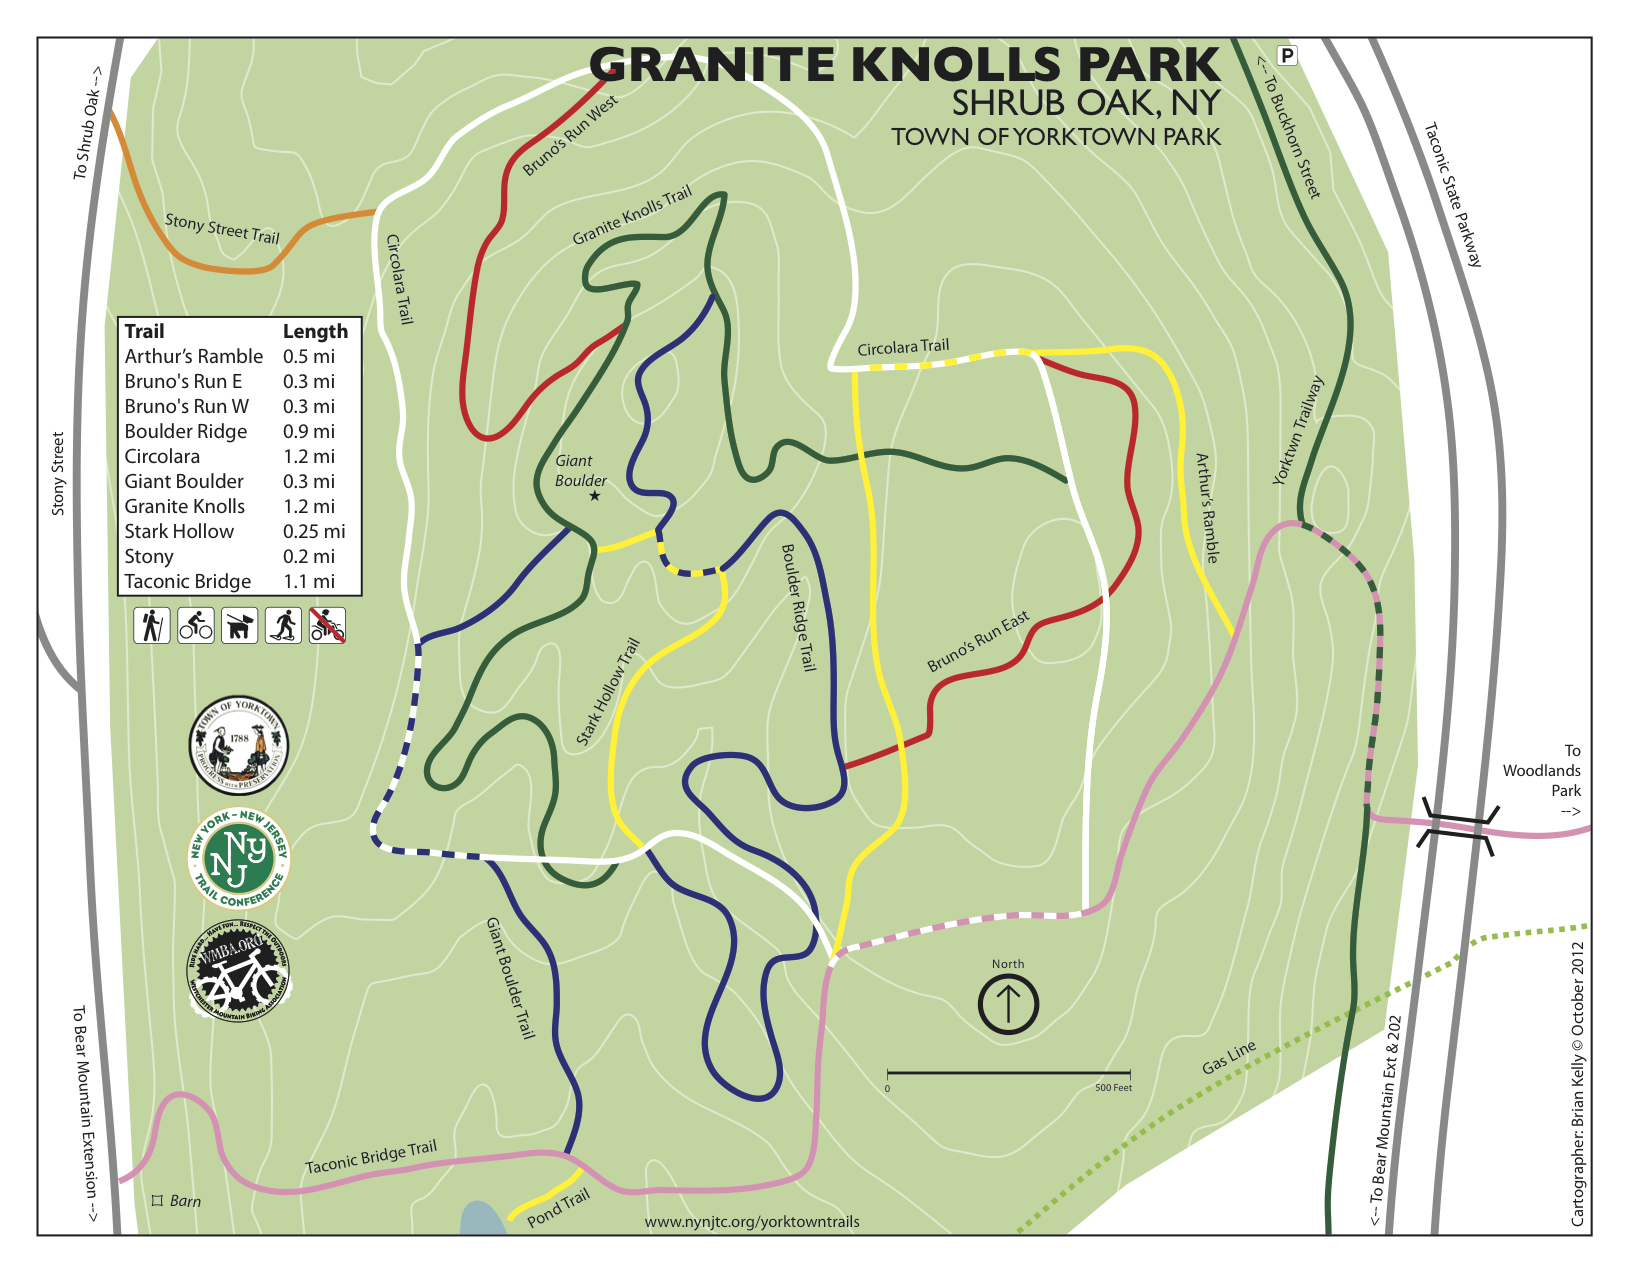 GRANITE KNOLLS PARK
SHRUB OAK, NY
TOWN OF YORKTOWN PARK
P
<-- To Buckhorn Street
Taconic State Parkway
To Shrub Oak -->
Bruno's Run West
Stony Street Trail
Granite Knolls Trail
Circolara Trail
Circolara Trail
Trail Length
Arthur's Ramble 0.5 mi
Bruno's Run E 0.3 mi
Bruno's Run W 0.3 mi
Boulder Ridge 0.9 mi
Circolara 1.2 mi
Giant Boulder 0.3 mi
Granite Knolls 1.2 mi
Stark Hollow 0.25 mi
Stony 0.2 mi
Taconic Bridge 1.1 mi
Stony Street
Giant
Boulder
Yorktwn Trailway
Arthur's Ramble
Boulder Ridge Trail
Bruno's Run East
Stark Hollow Trail
TOWN OF YORKTOWN
1788
PROGRESS WITH PRESERVATION
NEW YORK - NEW JERSEY
NY
NJ
TRAIL CONFERENCE
RIDE HARD... HAVE FUN... RESPECT THE OUTDOORS
WMBA.ORG
WESTCHESTER MOUNTAIN BIKING ASSOCIATION
To
Woodlands
Park
-->
Giant Boulder Trail
North
0 500 Feet
Gas Line
To Bear Mountain Extension -->
<-- To Bear Mountain Ext & 202
Taconic Bridge Trail
Barn
Pond Trail
www.nynjtc.org/yorktowntrails
Cartographer: Brian Kelly © October 2012